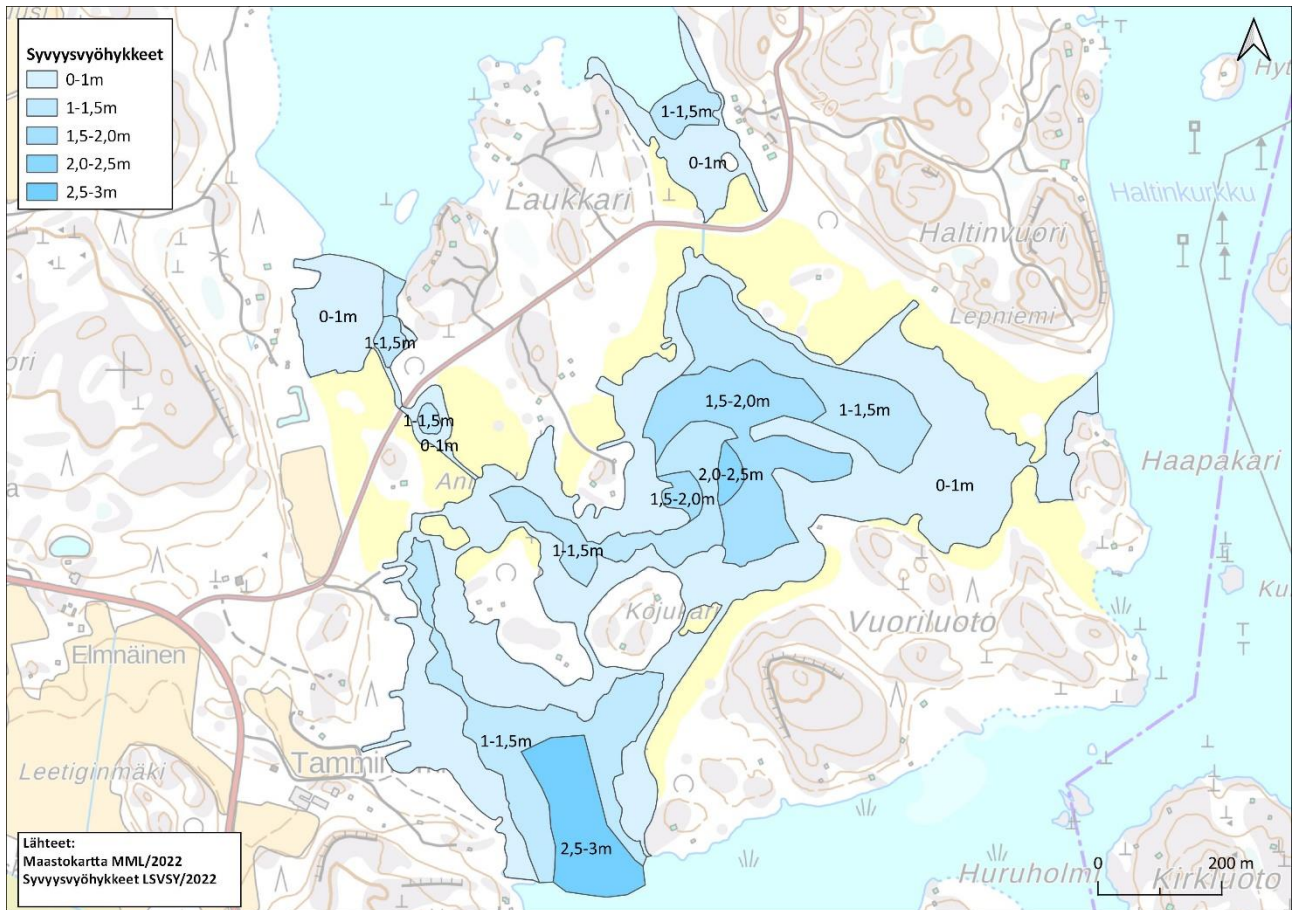 Syvyysvyöhykkeet
0-1m
1-1,5m
1,5-2,0m
2,0-2,5m
2,5-3m
1-1,5m
0-1m
Laukkari
Haltinkurkku
Haltinvuori
20
Lepniemi
0-1m
1-1,5m
1-1,5m
0-1m
1,5-2,0m
1-1,5m
2,0-2,5m
0-1m
1,5-2,0m
Haapakari
1-1,5m
Kojukari
Vuoriluoto
Elmnäinen
1-1,5m
Leetiginmäki
2,5-3m
Lähteet:
Maastokartta MML/2022
Syvyysvyöhykkeet LSVSY/2022
Huruholmi
Kirkluoto
0 200 m